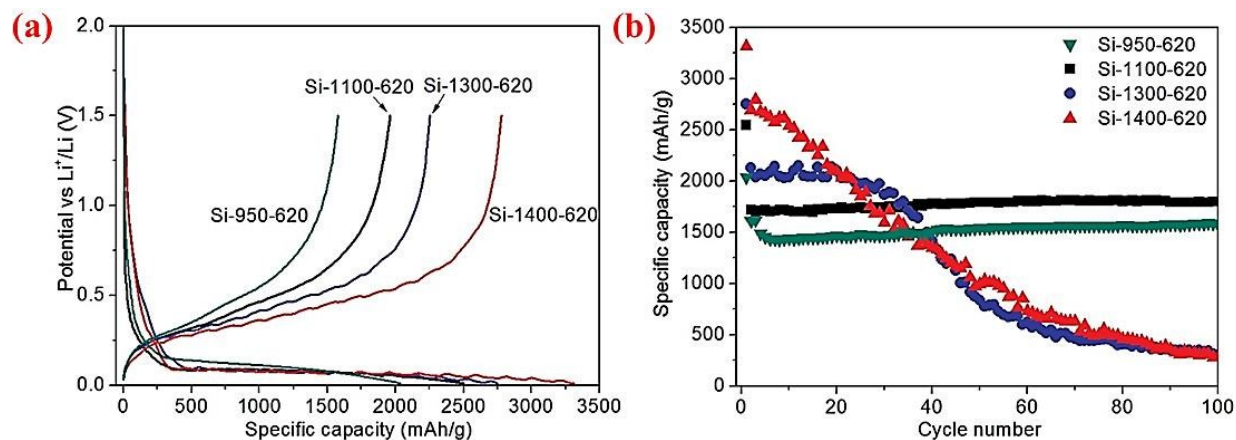 (a)
2.0
1.5
1.0
0.5
0.0
Potential vs Li⁺/Li (V)
Si-1100-620
Si-1300-620
Si-950-620
Si-1400-620
0 500 1000 1500 2000 2500 3000 3500
Specific capacity (mAh/g)
(b)
3500
3000
2500
2000
1500
1000
500
0
Specific capacity (mAh/g)
Si-950-620
Si-1100-620
Si-1300-620
Si-1400-620
0 20 40 60 80 100
Cycle number